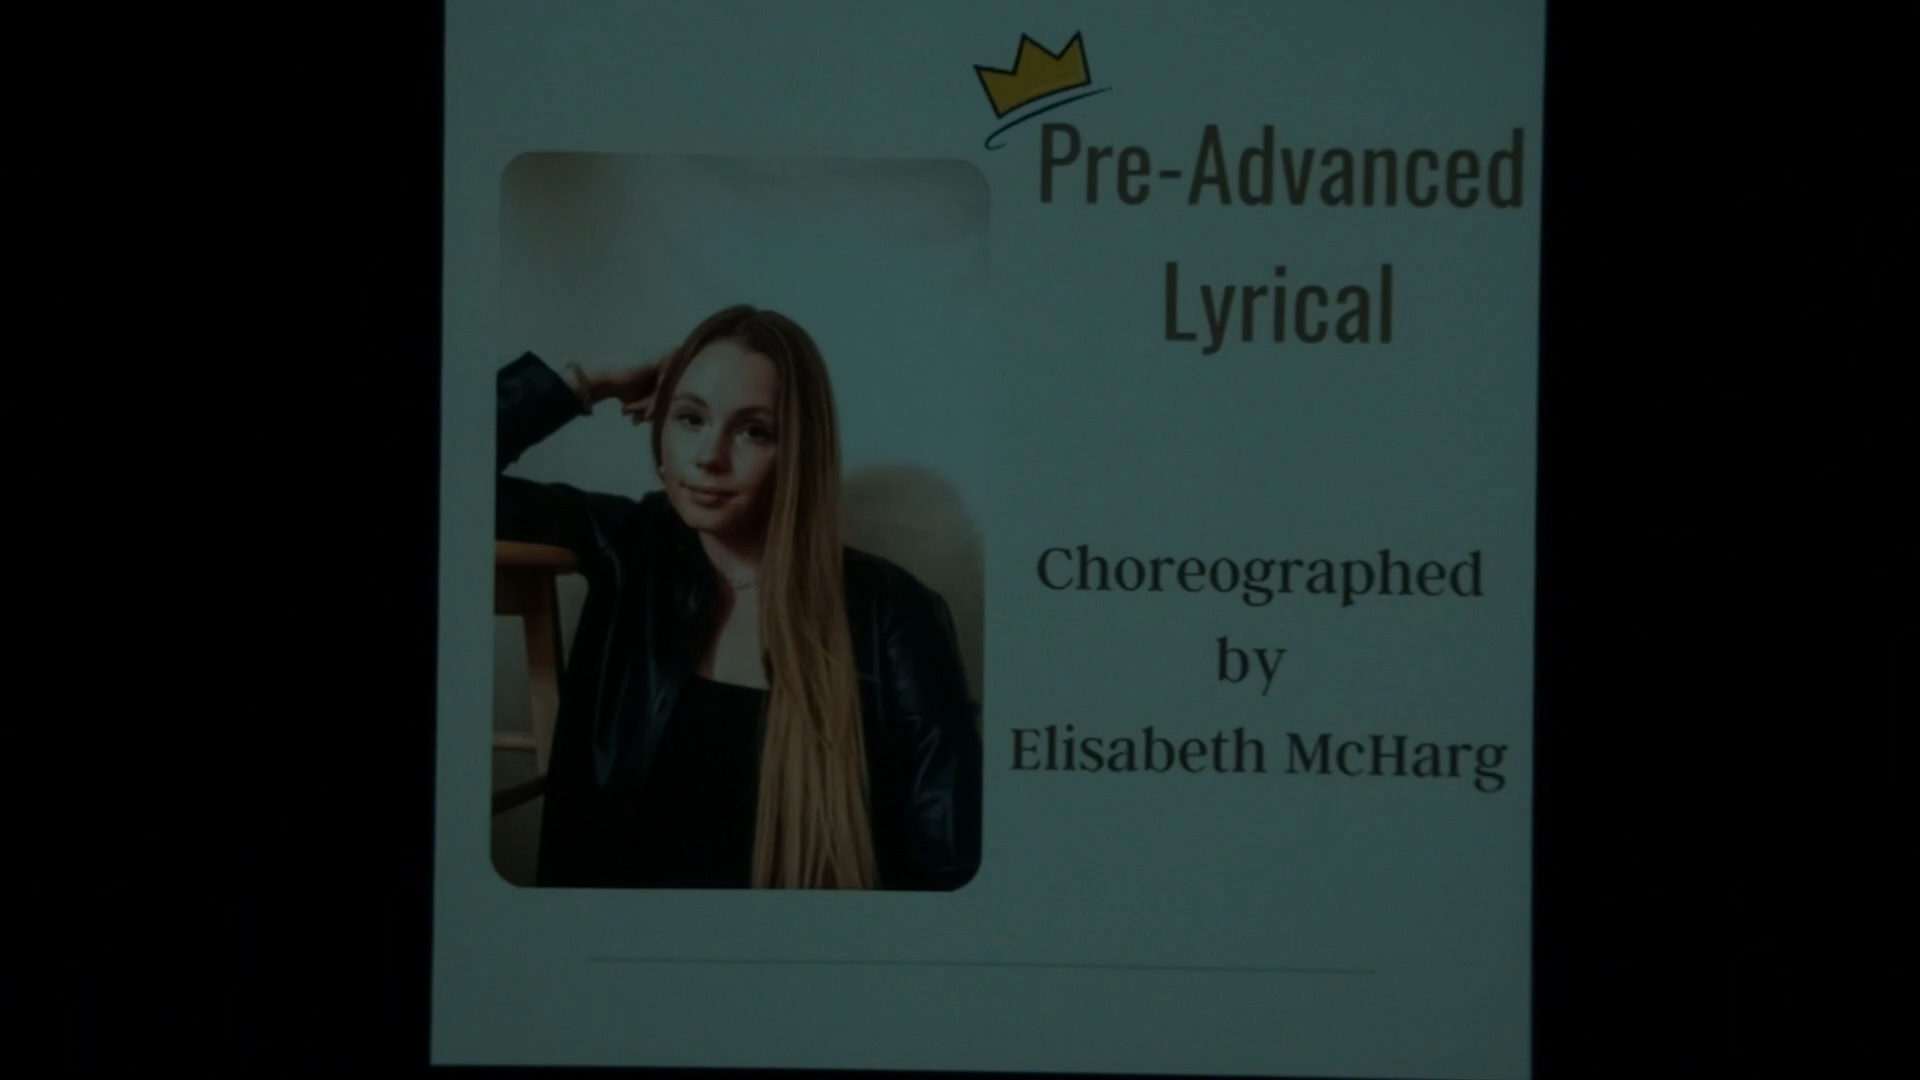 Pre-Advanced
Lyrical
Choreographed
by
Elisabeth McHarg